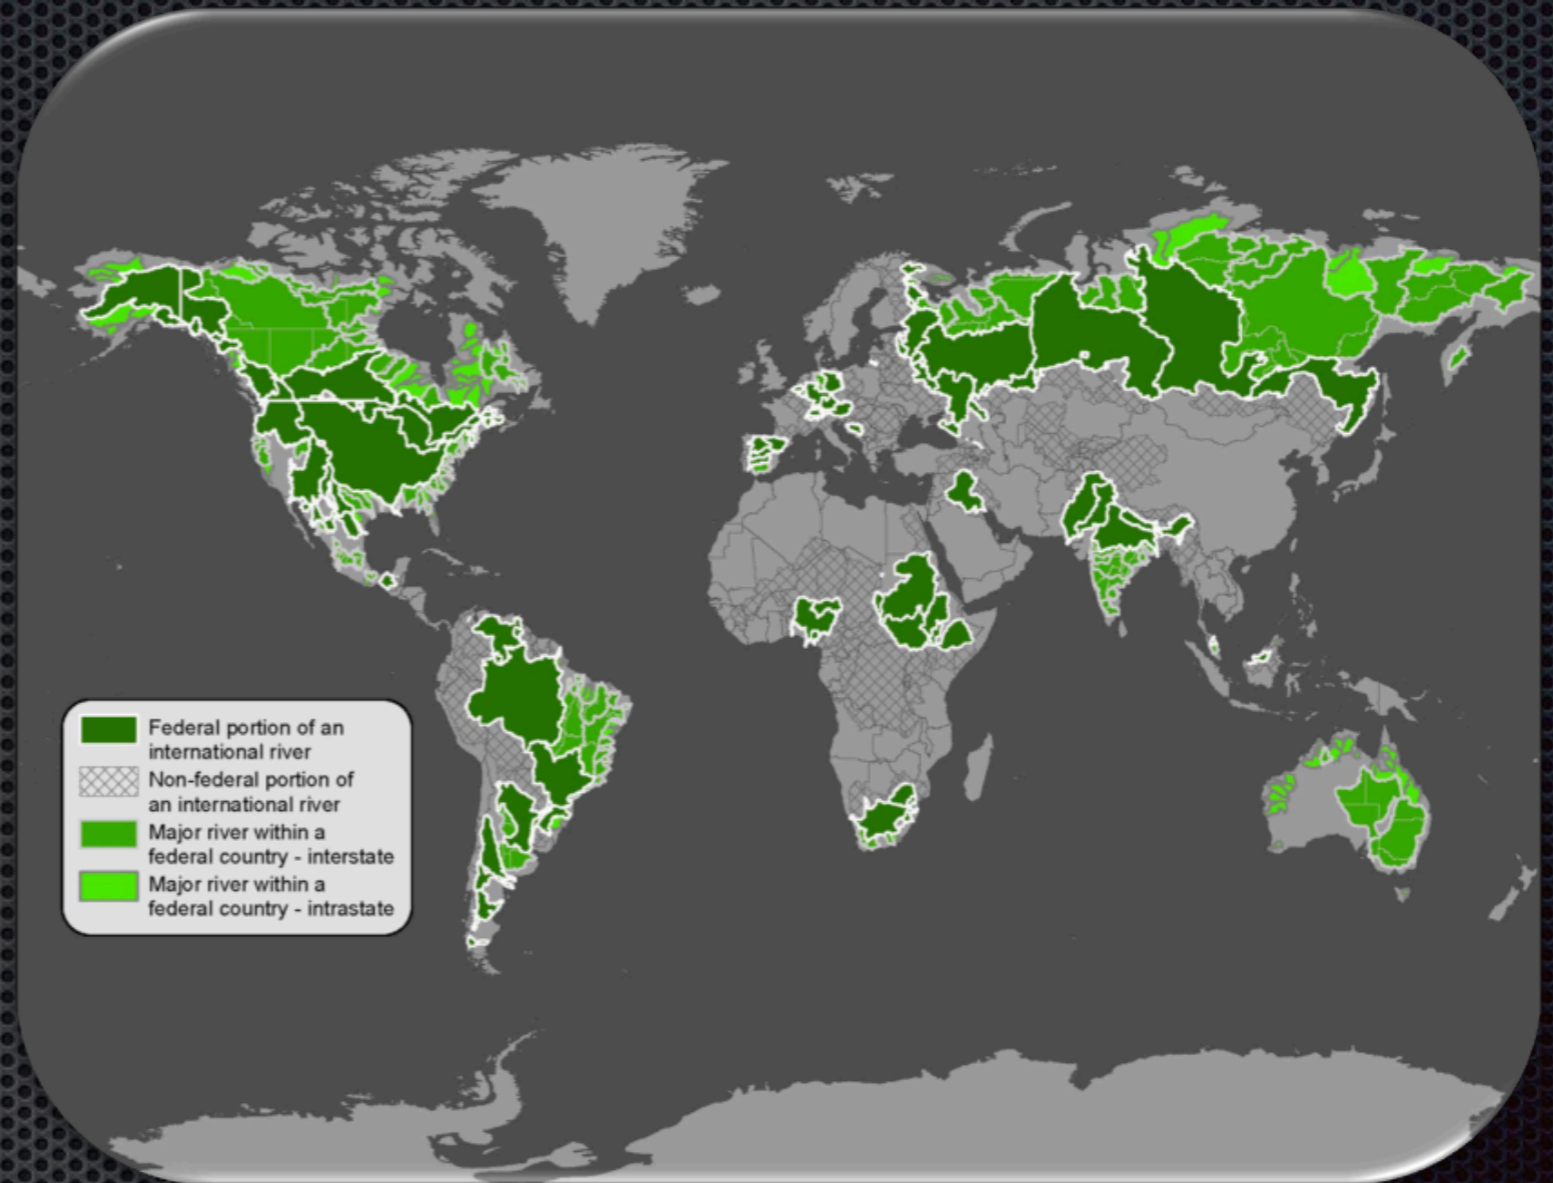 Federal portion of an
international river
Non-federal portion of
an international river
Major river within a
federal country - interstate
Major river within a
federal country - intrastate